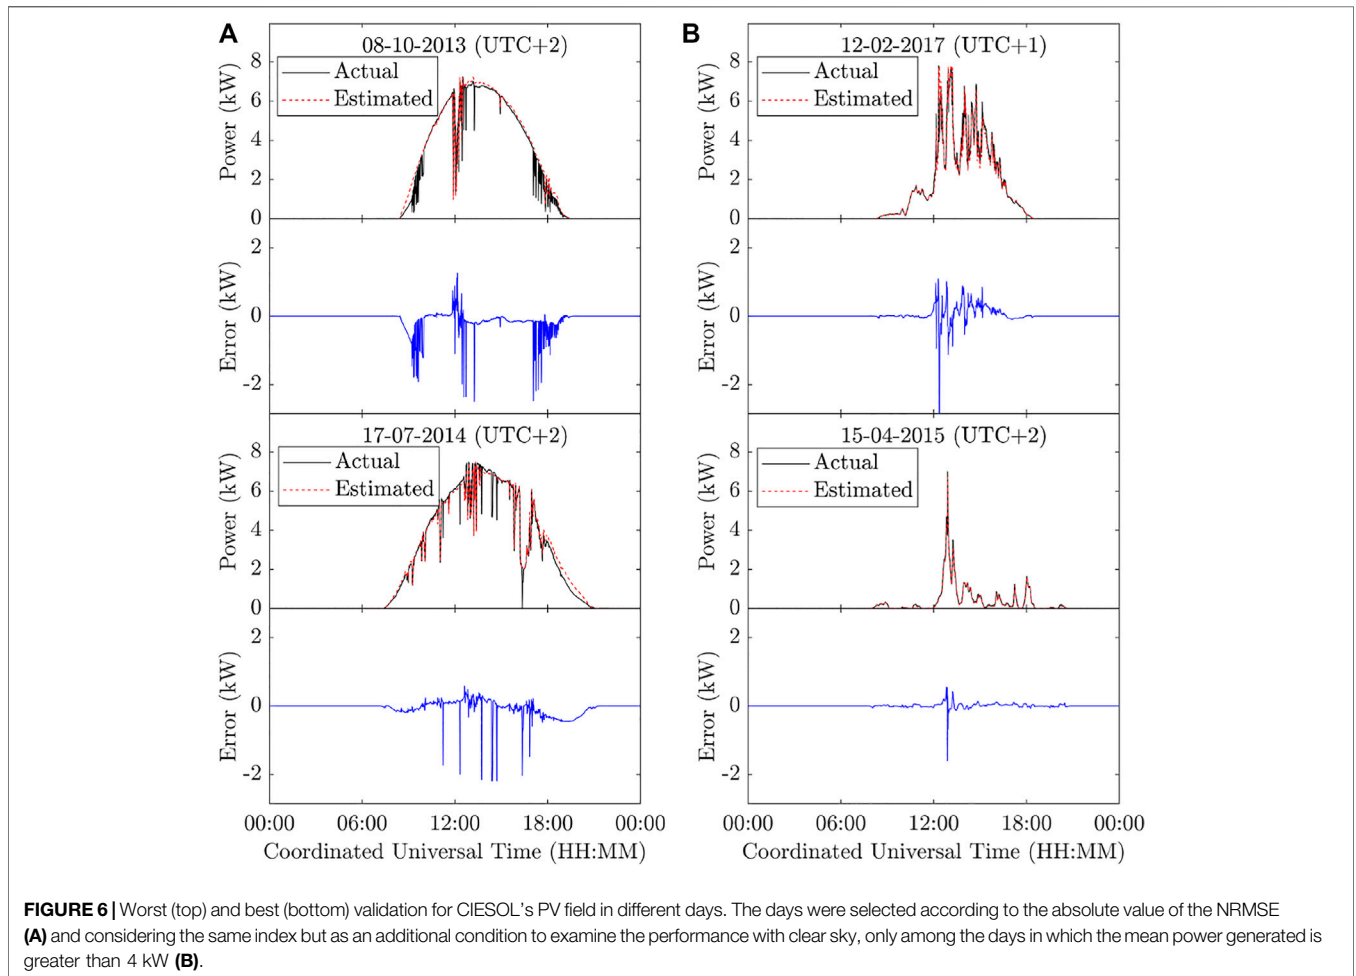 A
08-10-2013 (UTC+2)
Actual
Estimated
Power (kW)
8
6
4
2
0
Error (kW)
2
0
-2
17-07-2014 (UTC+2)
Actual
Estimated
Power (kW)
8
6
4
2
0
Error (kW)
2
0
-2
00:00 06:00 12:00 18:00 00:00
Coordinated Universal Time (HH:MM)
B
12-02-2017 (UTC+1)
Actual
Estimated
Power (kW)
8
6
4
2
0
Error (kW)
2
0
-2
15-04-2015 (UTC+2)
Actual
Estimated
Power (kW)
8
6
4
2
0
Error (kW)
2
0
-2
00:00 06:00 12:00 18:00 00:00
Coordinated Universal Time (HH:MM)
FIGURE 6 | Worst (top) and best (bottom) validation for CIESOL's PV field in different days. The days were selected according to the absolute value of the NRMSE
(A) and considering the same index but as an additional condition to examine the performance with clear sky, only among the days in which the mean power generated is
greater than 4 kW (B).